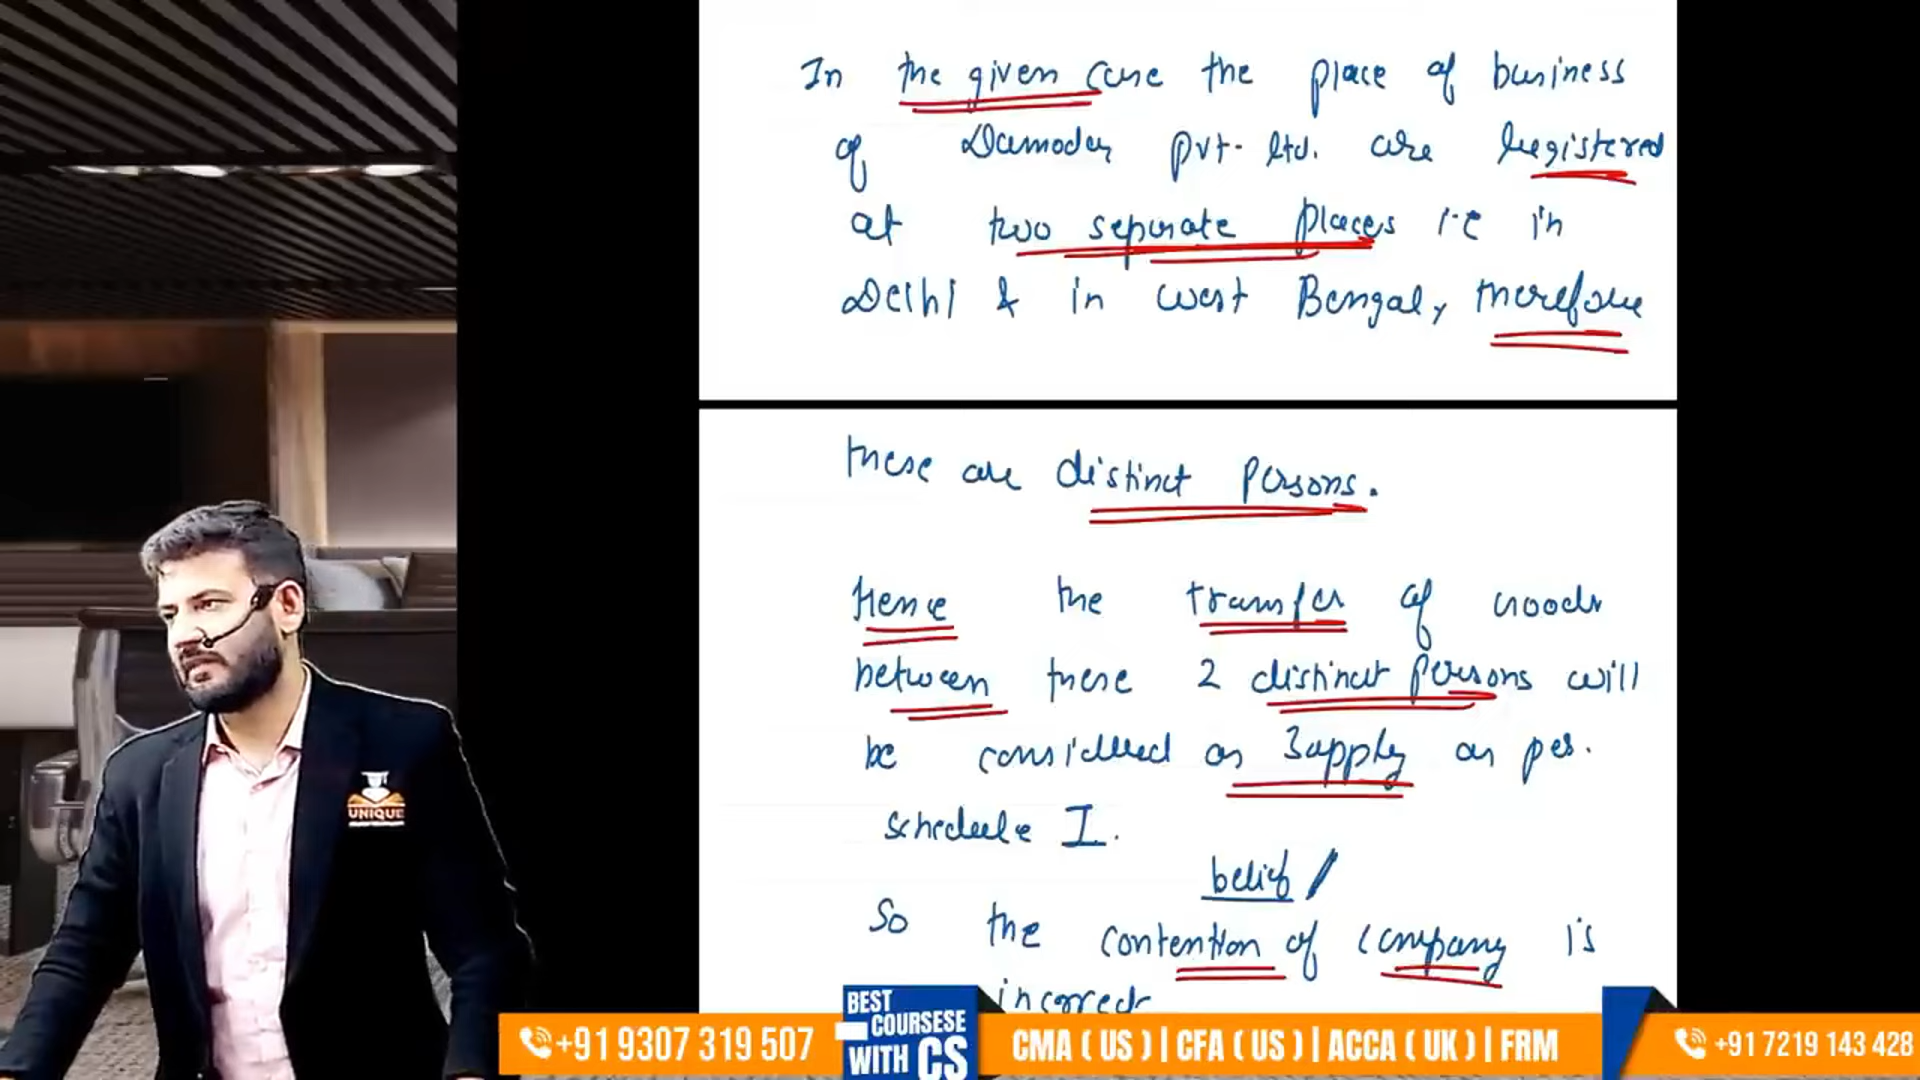 In the given case the place of business
of Damodar pvt. ltd. are registered
at two separate places i.e in
Delhi & in west Bengal, therefore
these are distinct persons.
Hence the transfer of goods
between these 2 distinct persons will
be considered as supply as per.
schedule I.
belief /
So the contention of company is
incorrect
UNIQUE
BEST
COURSESE
WITH CS
+91 9307 319 507
CMA ( US ) | CFA ( US ) | ACCA ( UK ) | FRM
+91 7219 143 428